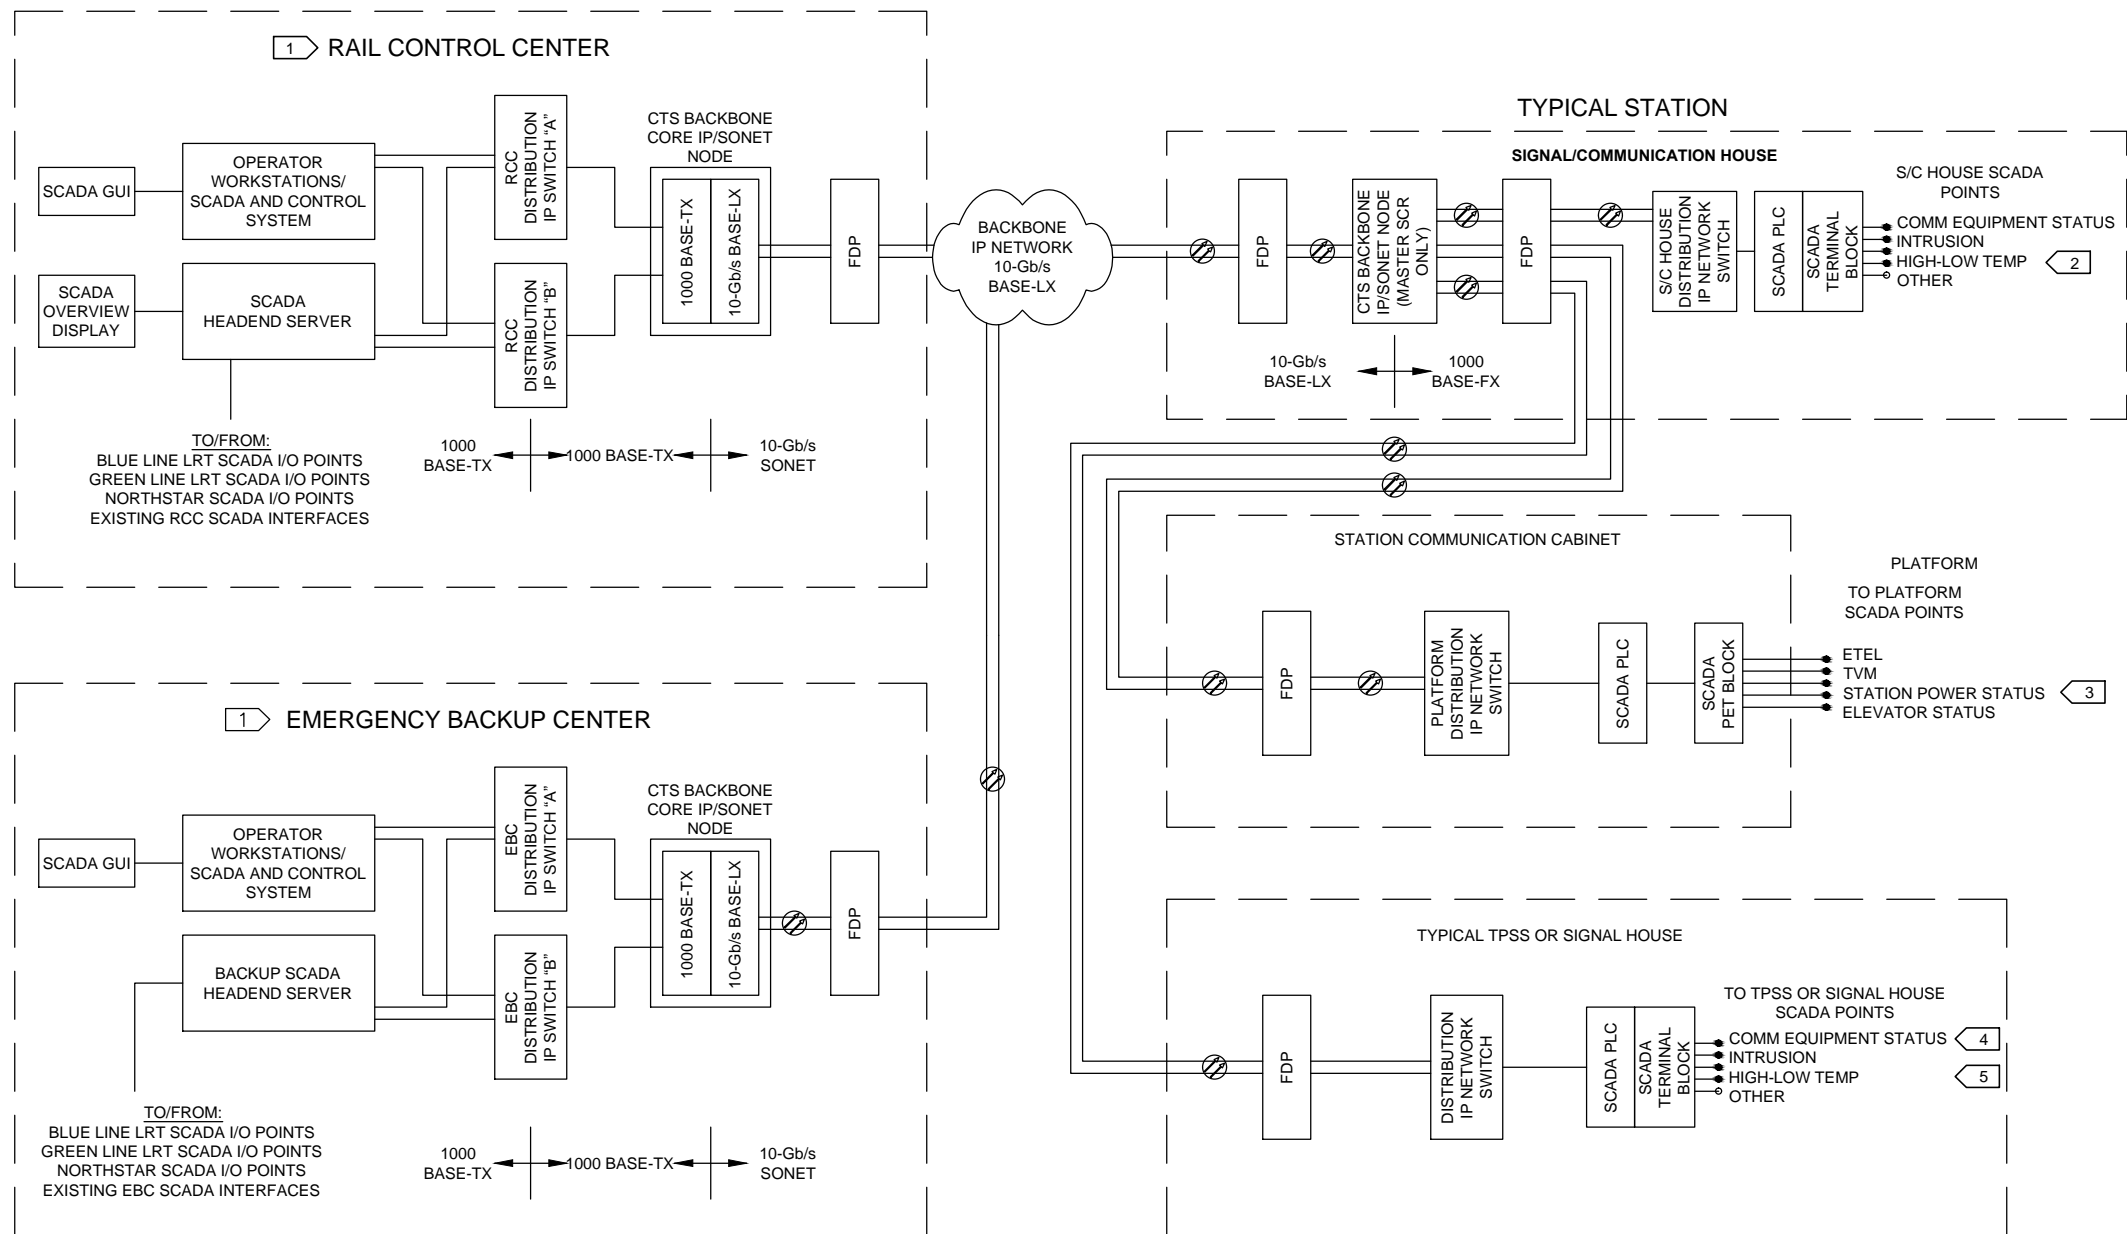 1
RAIL CONTROL CENTER
SCADA GUI
OPERATOR
WORKSTATIONS/
SCADA AND CONTROL
SYSTEM
SCADA
OVERVIEW
DISPLAY
SCADA
HEADEND SERVER
RCC
DISTRIBUTION
IP SWITCH "A"
RCC
DISTRIBUTION
IP SWITCH "B"
CTS BACKBONE
CORE IP/SONET
NODE
1000 BASE-TX
10-Gb/s BASE-LX
FDP
TO/FROM:
BLUE LINE LRT SCADA I/O POINTS
GREEN LINE LRT SCADA I/O POINTS
NORTHSTAR SCADA I/O POINTS
EXISTING RCC SCADA INTERFACES
1000
BASE-TX
1000 BASE-TX
10-Gb/s
SONET
BACKBONE
IP NETWORK
10-Gb/s
BASE-LX
TYPICAL STATION
SIGNAL/COMMUNICATION HOUSE
FDP
CTS BACKBONE
IP/SONET NODE
(MASTER SCR
ONLY)
FDP
S/C HOUSE
DISTRIBUTION
IP NETWORK
SWITCH
SCADA PLC
SCADA
TERMINAL
BLOCK
S/C HOUSE SCADA
POINTS
COMM EQUIPMENT STATUS
INTRUSION
HIGH-LOW TEMP
2
OTHER
10-Gb/s
BASE-LX
1000
BASE-FX
STATION COMMUNICATION CABINET
FDP
PLATFORM
DISTRIBUTION
IP NETWORK
SWITCH
SCADA PLC
SCADA
PET BLOCK
PLATFORM
TO PLATFORM
SCADA POINTS
ETEL
TVM
STATION POWER STATUS
3
ELEVATOR STATUS
1
EMERGENCY BACKUP CENTER
SCADA GUI
OPERATOR
WORKSTATIONS/
SCADA AND CONTROL
SYSTEM
BACKUP SCADA
HEADEND SERVER
EBC
DISTRIBUTION
IP SWITCH "A"
EBC
DISTRIBUTION
IP SWITCH "B"
CTS BACKBONE
CORE IP/SONET
NODE
1000 BASE-TX
10-Gb/s BASE-LX
FDP
TO/FROM:
BLUE LINE LRT SCADA I/O POINTS
GREEN LINE LRT SCADA I/O POINTS
NORTHSTAR SCADA I/O POINTS
EXISTING EBC SCADA INTERFACES
1000
BASE-TX
1000 BASE-TX
10-Gb/s
SONET
TYPICAL TPSS OR SIGNAL HOUSE
FDP
DISTRIBUTION
IP NETWORK
SWITCH
SCADA PLC
SCADA
TERMINAL
BLOCK
TO TPSS OR SIGNAL HOUSE
SCADA POINTS
COMM EQUIPMENT STATUS
4
INTRUSION
HIGH-LOW TEMP
5
OTHER